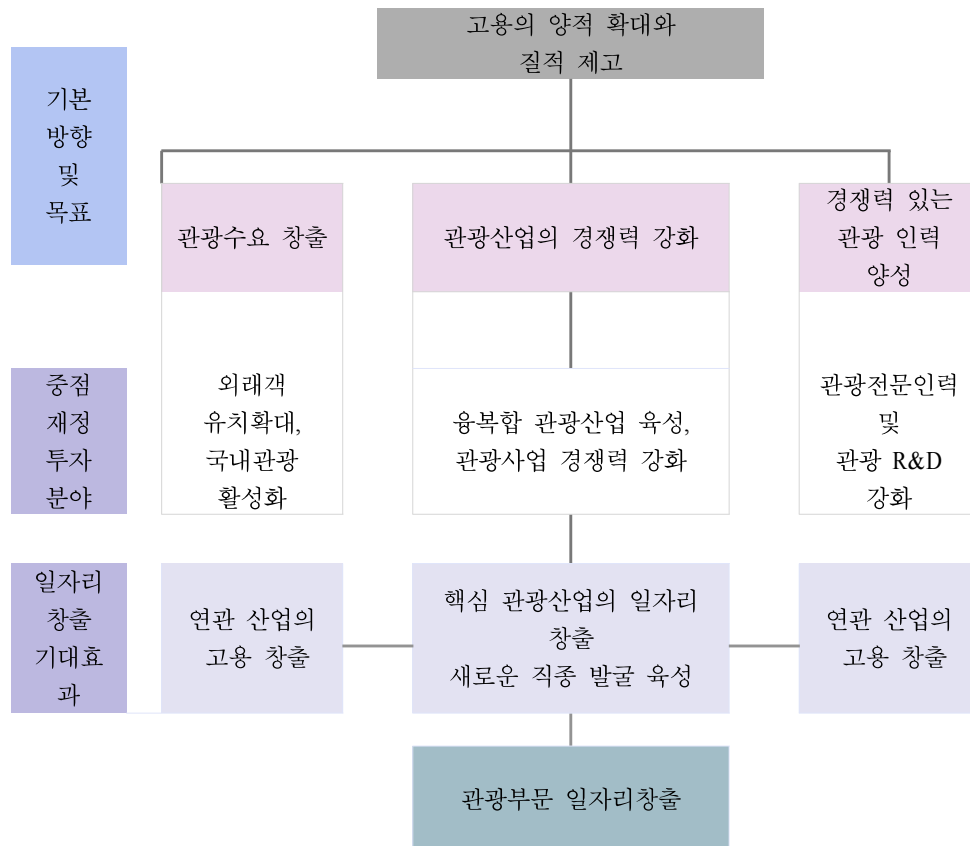 고용의 양적 확대와
질적 제고
기본
방향
및
목표
관광수요 창출
관광산업의 경쟁력 강화
경쟁력 있는
관광 인력
양성
중점
재정
투자
분야
외래객
유치확대,
국내관광
활성화
융복합 관광산업 육성,
관광사업 경쟁력 강화
관광전문인력
및
관광 R&D
강화
일자리
창출
기대효
과
연관 산업의
고용 창출
핵심 관광산업의 일자리
창출
새로운 직종 발굴 육성
연관 산업의
고용 창출
관광부문 일자리창출